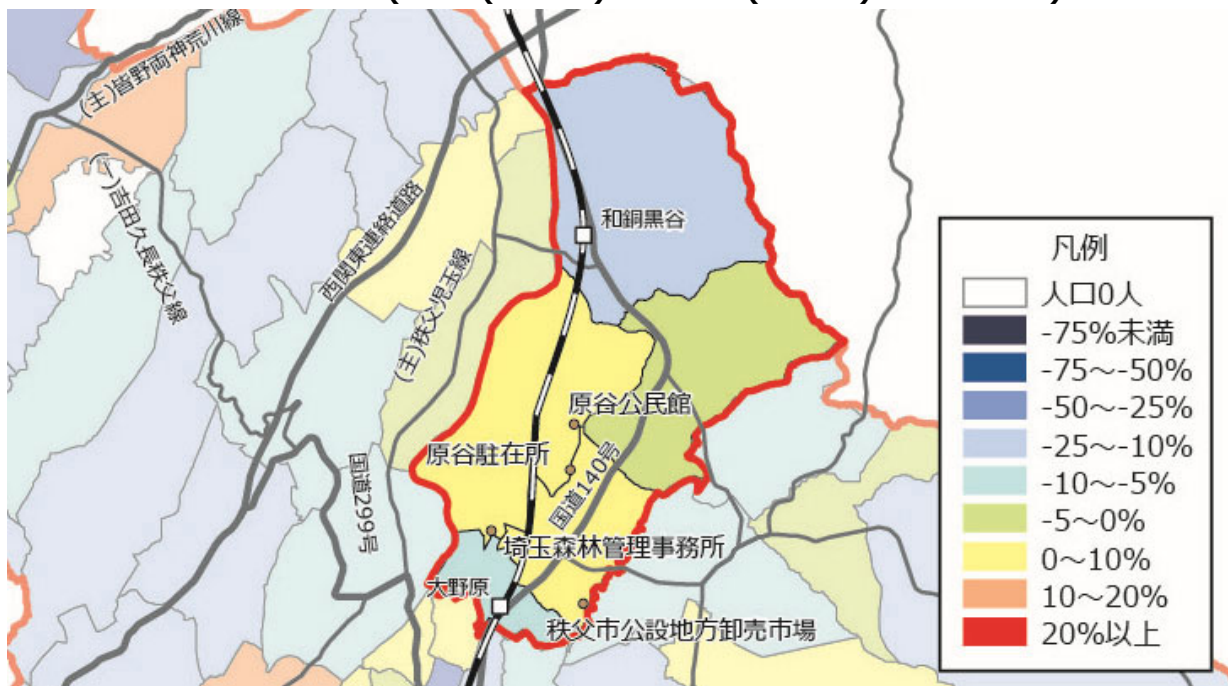 (主)皆野両神荒川線
(一)吉田久長秩父線
西関東連絡道路
(主)秩父児玉線
国道299号
和銅黒谷
原谷公民館
原谷駐在所
国道140号
埼玉森林管理事務所
大野原
秩父市公設地方卸売市場
凡例
人口0人
-75%未満
-75～-50%
-50～-25%
-25～-10%
-10～-5%
-5～0%
0～10%
10～20%
20%以上